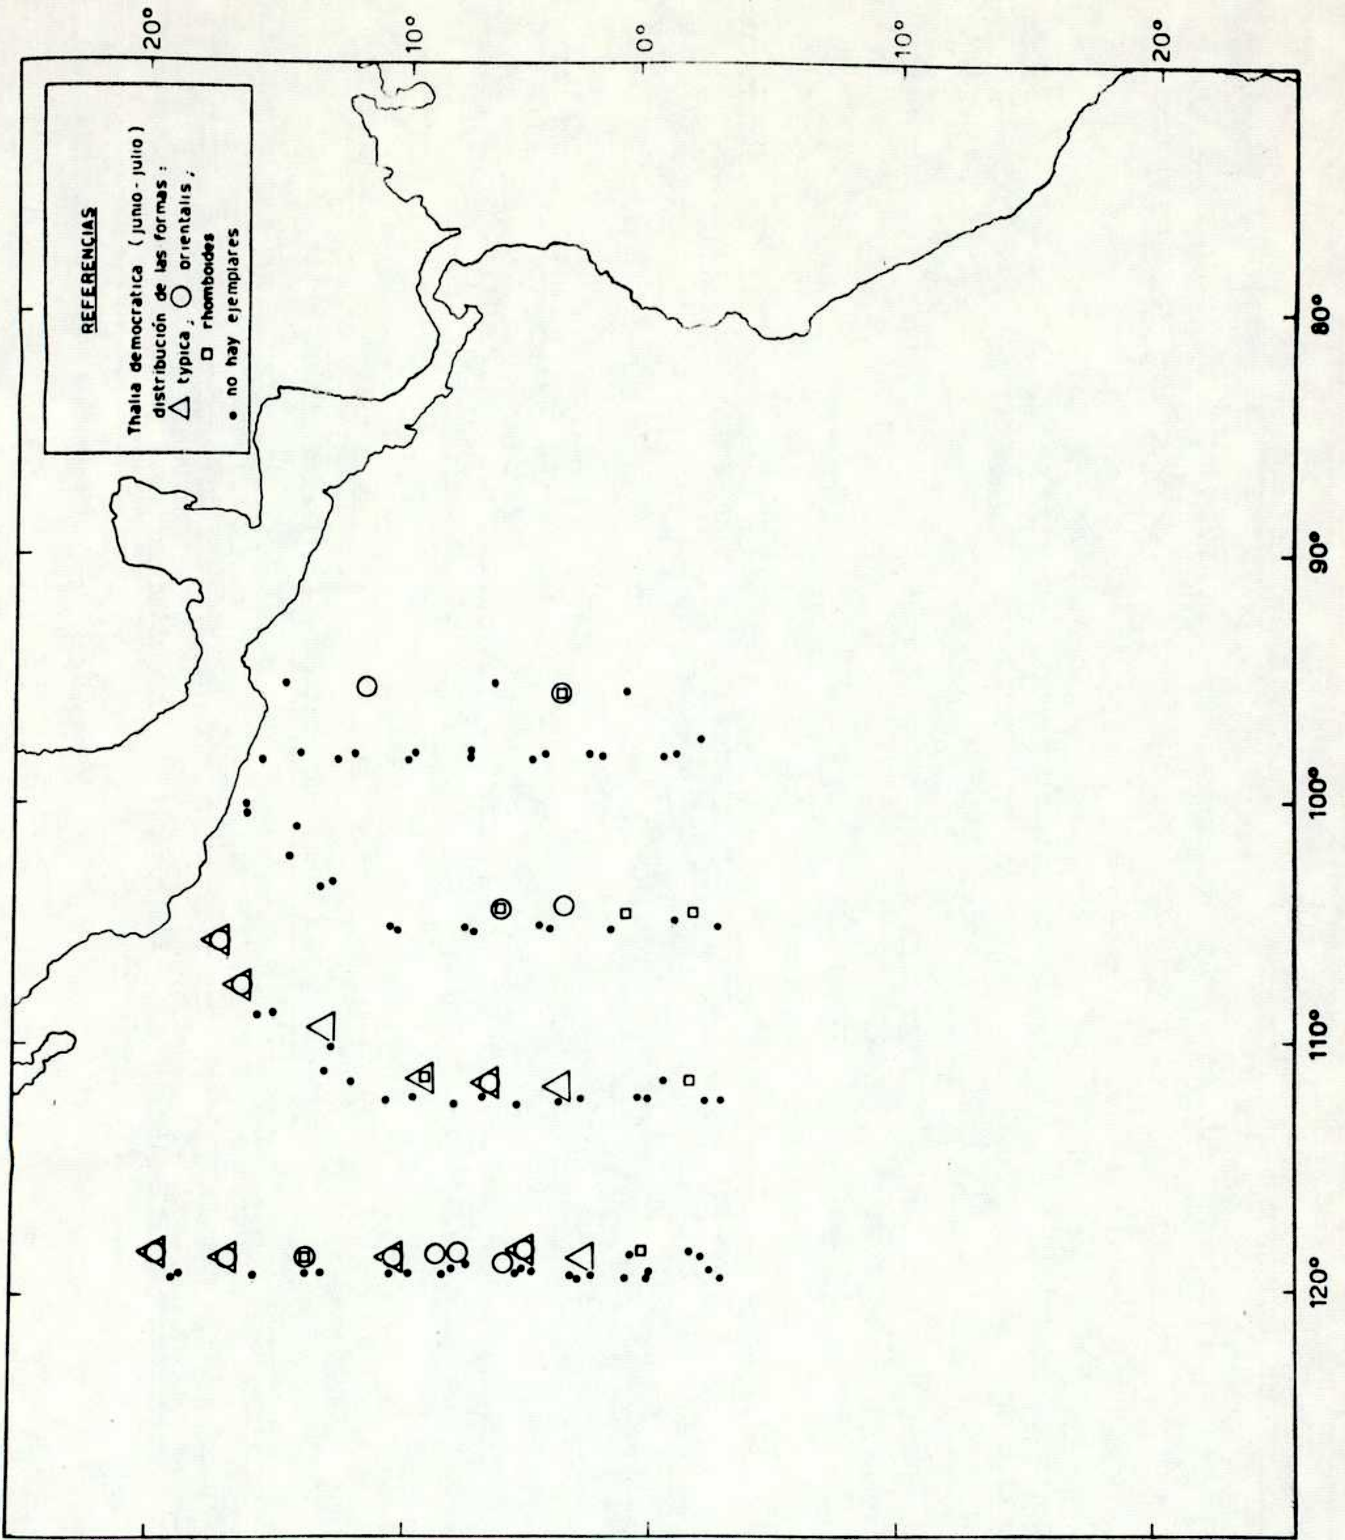 REFERENCIAS
Thalia democratica (junio-julio)
distribución de las formas:
typica, orientalis,
rhomboides
• no hay ejemplares
20°
10°
0°
10°
20°
80°
90°
100°
110°
120°